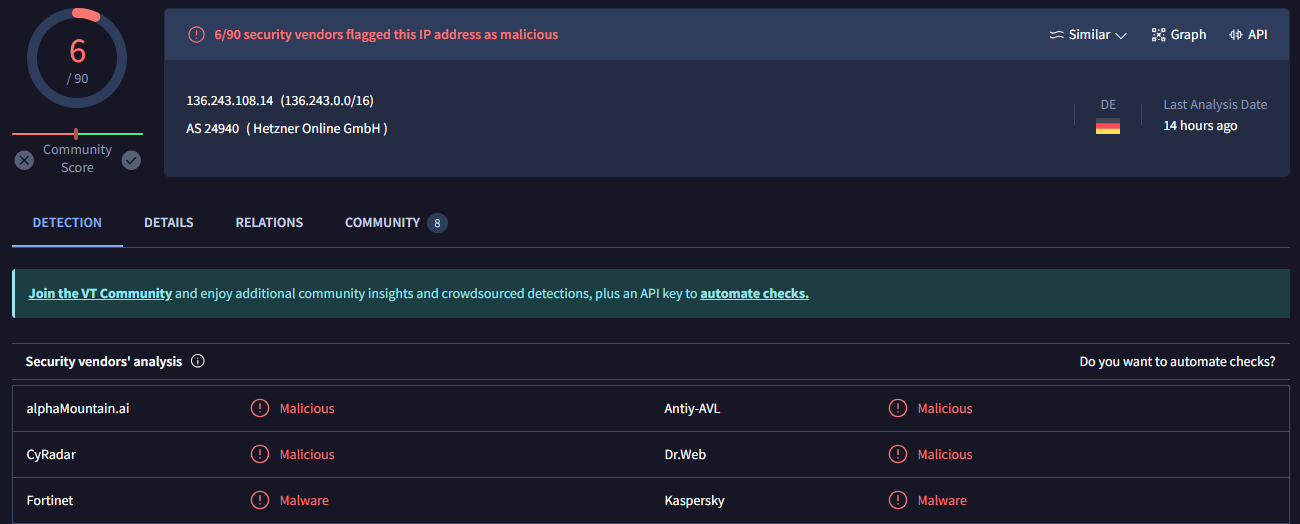 6
/ 90
Community
Score
6/90 security vendors flagged this IP address as malicious
Similar
Graph
API
136.243.108.14 (136.243.0.0/16)
AS 24940 ( Hetzner Online GmbH )
DE
Last Analysis Date
14 hours ago
DETECTION
DETAILS
RELATIONS
COMMUNITY 8
Join the VT Community and enjoy additional community insights and crowdsourced detections, plus an API key to automate checks.
Security vendors' analysis
Do you want to automate checks?
alphaMountain.ai Malicious Antiy-AVL Malicious
CyRadar Malicious Dr.Web Malicious
Fortinet Malware Kaspersky Malware